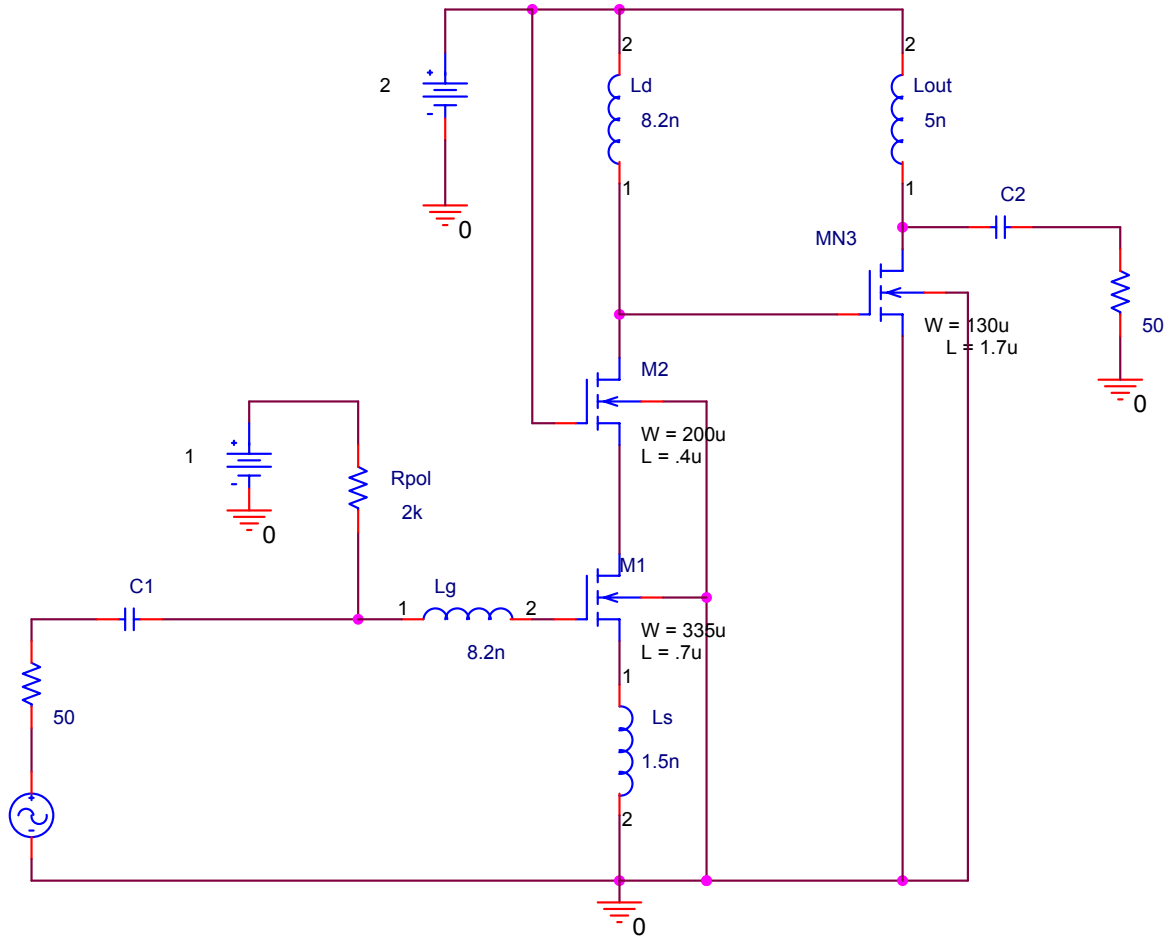 2
2
2
Ld
8.2n
Lout
5n
1
1
C2
0
MN3
W = 130u
L = 1.7u
50
0
M2
W = 200u
L = .4u
1
Rpol
2k
0
C1
M1
Lg
1
2
8.2n
W = 335u
L = .7u
1
50
Ls
1.5n
2
0